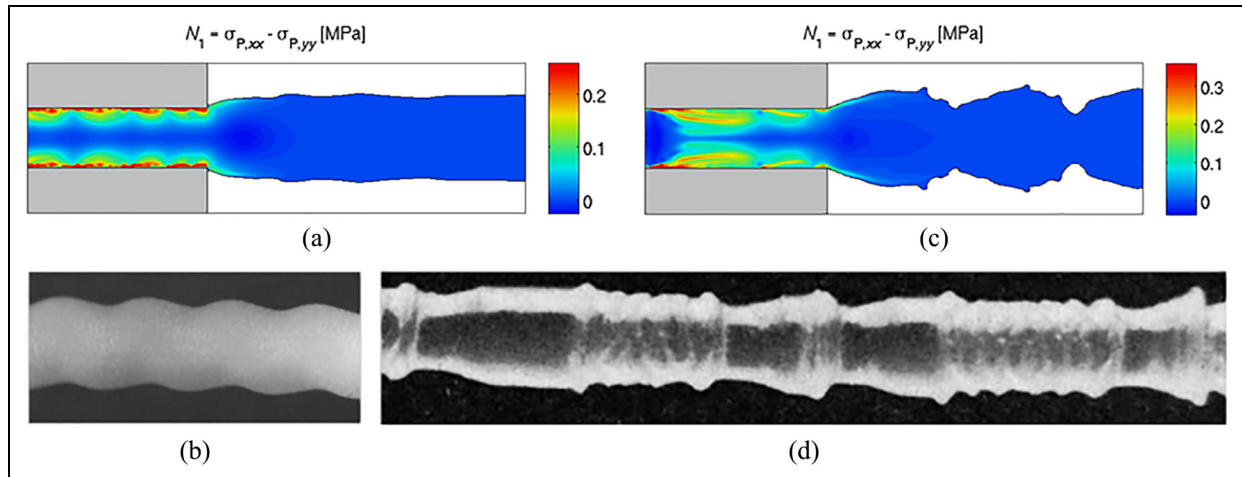 N₁ = σP,xx - σP,yy [MPa]
0.2
0.1
0
(a)
N₁ = σP,xx - σP,yy [MPa]
0.3
0.2
0.1
0
(c)
(b)
(d)